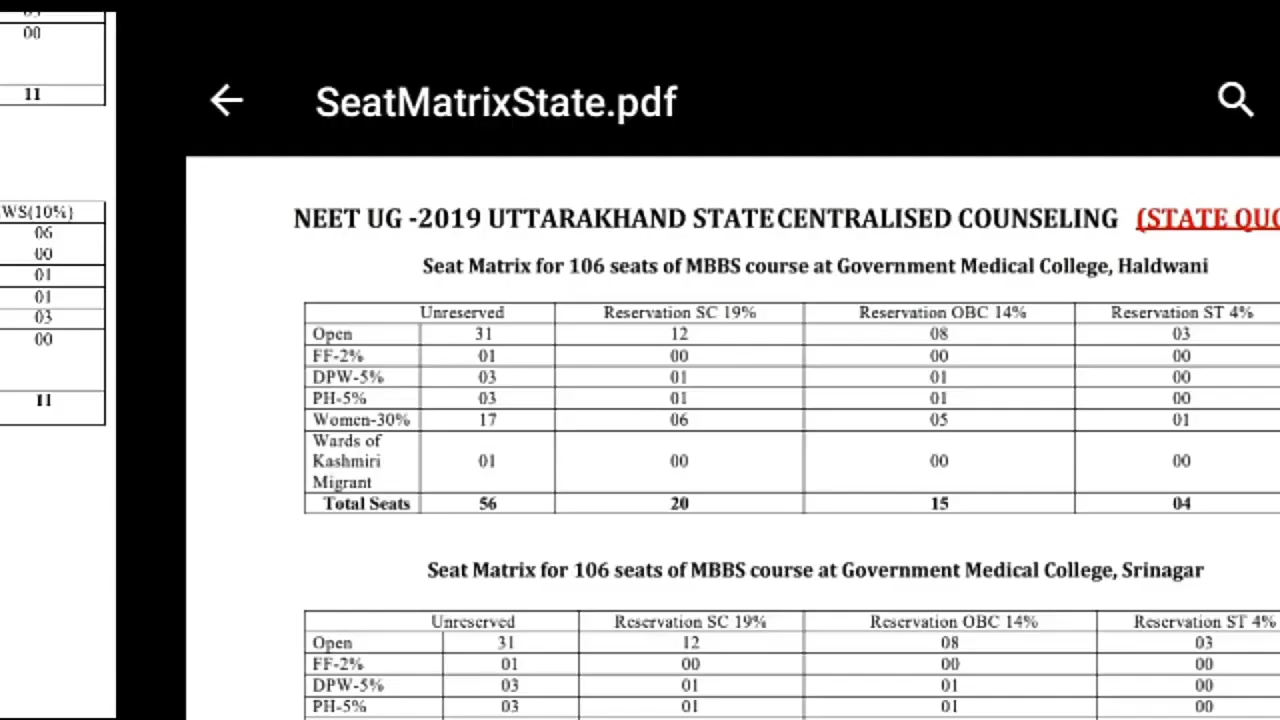 00
11
WS(10%)
06
00
01
01
03
00
11
SeatMatrixState.pdf
NEET UG -2019 UTTARAKHAND STATE CENTRALISED COUNSELING (STATE QUO
Seat Matrix for 106 seats of MBBS course at Government Medical College, Haldwani
Unreserved Reservation SC 19% Reservation OBC 14% Reservation ST 4%
Open 31 12 08 03
FF-2% 01 00 00 00
DPW-5% 03 01 01 00
PH-5% 03 01 01 00
Women-30% 17 06 05 01
Wards of
Kashmiri 01 00 00 00
Migrant
Total Seats 56 20 15 04
Seat Matrix for 106 seats of MBBS course at Government Medical College, Srinagar
Unreserved Reservation SC 19% Reservation OBC 14% Reservation ST 4%
Open 31 12 08 03
FF-2% 01 00 00 00
DPW-5% 03 01 01 00
PH-5% 03 01 01 00